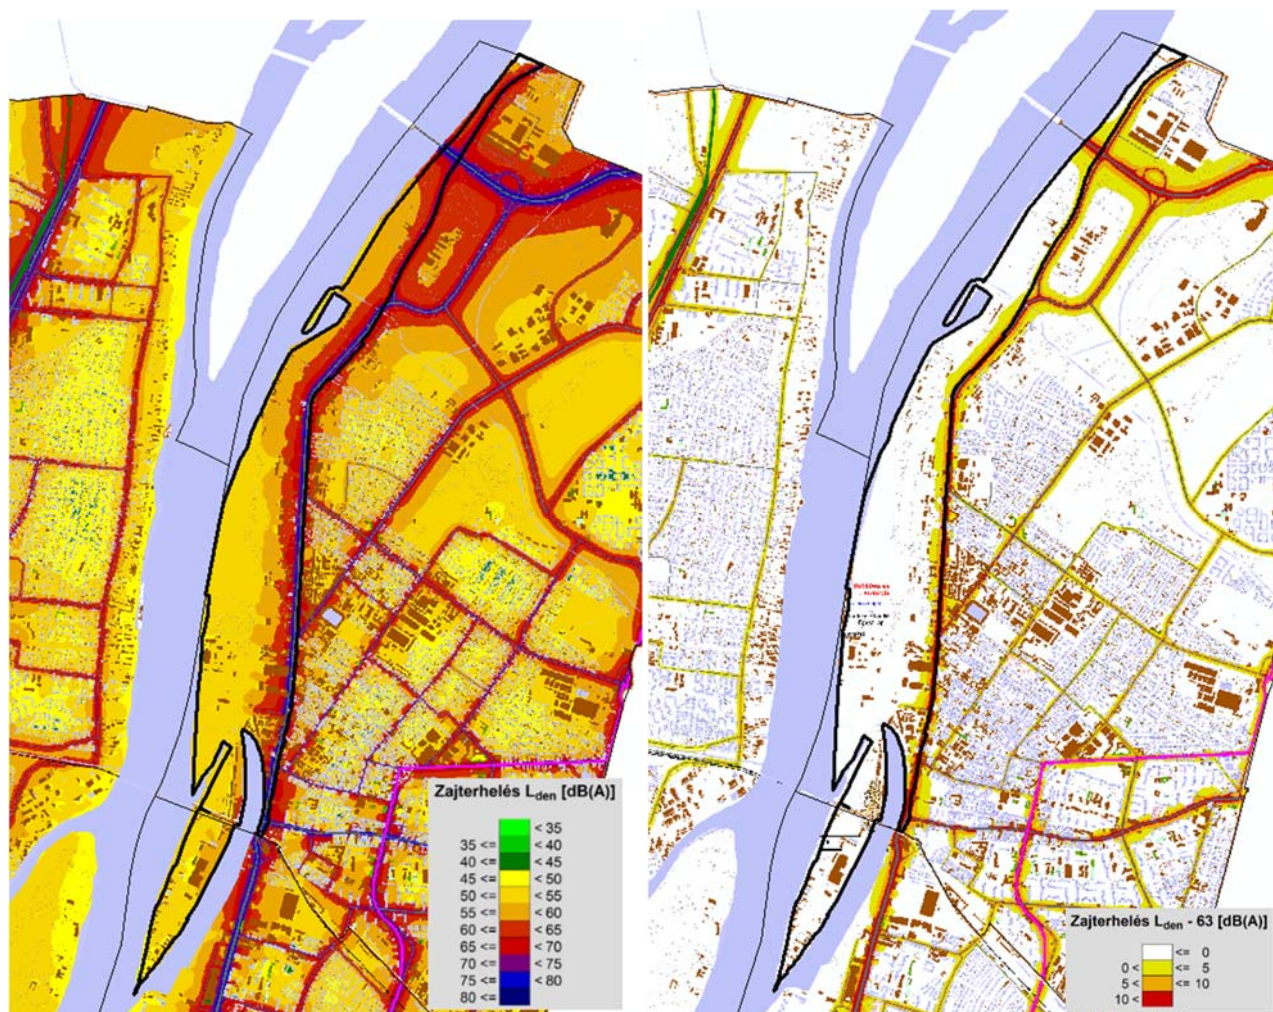 Zajterhelés Lden [dB(A)]
< 35
35 <= < 40
40 <= < 45
45 <= < 50
50 <= < 55
55 <= < 60
60 <= < 65
65 <= < 70
70 <= < 75
75 <= < 80
80 <=
Zajterhelés Lden - 63 [dB(A)]
<= 0
0 < <= 5
5 < <= 10
10 <